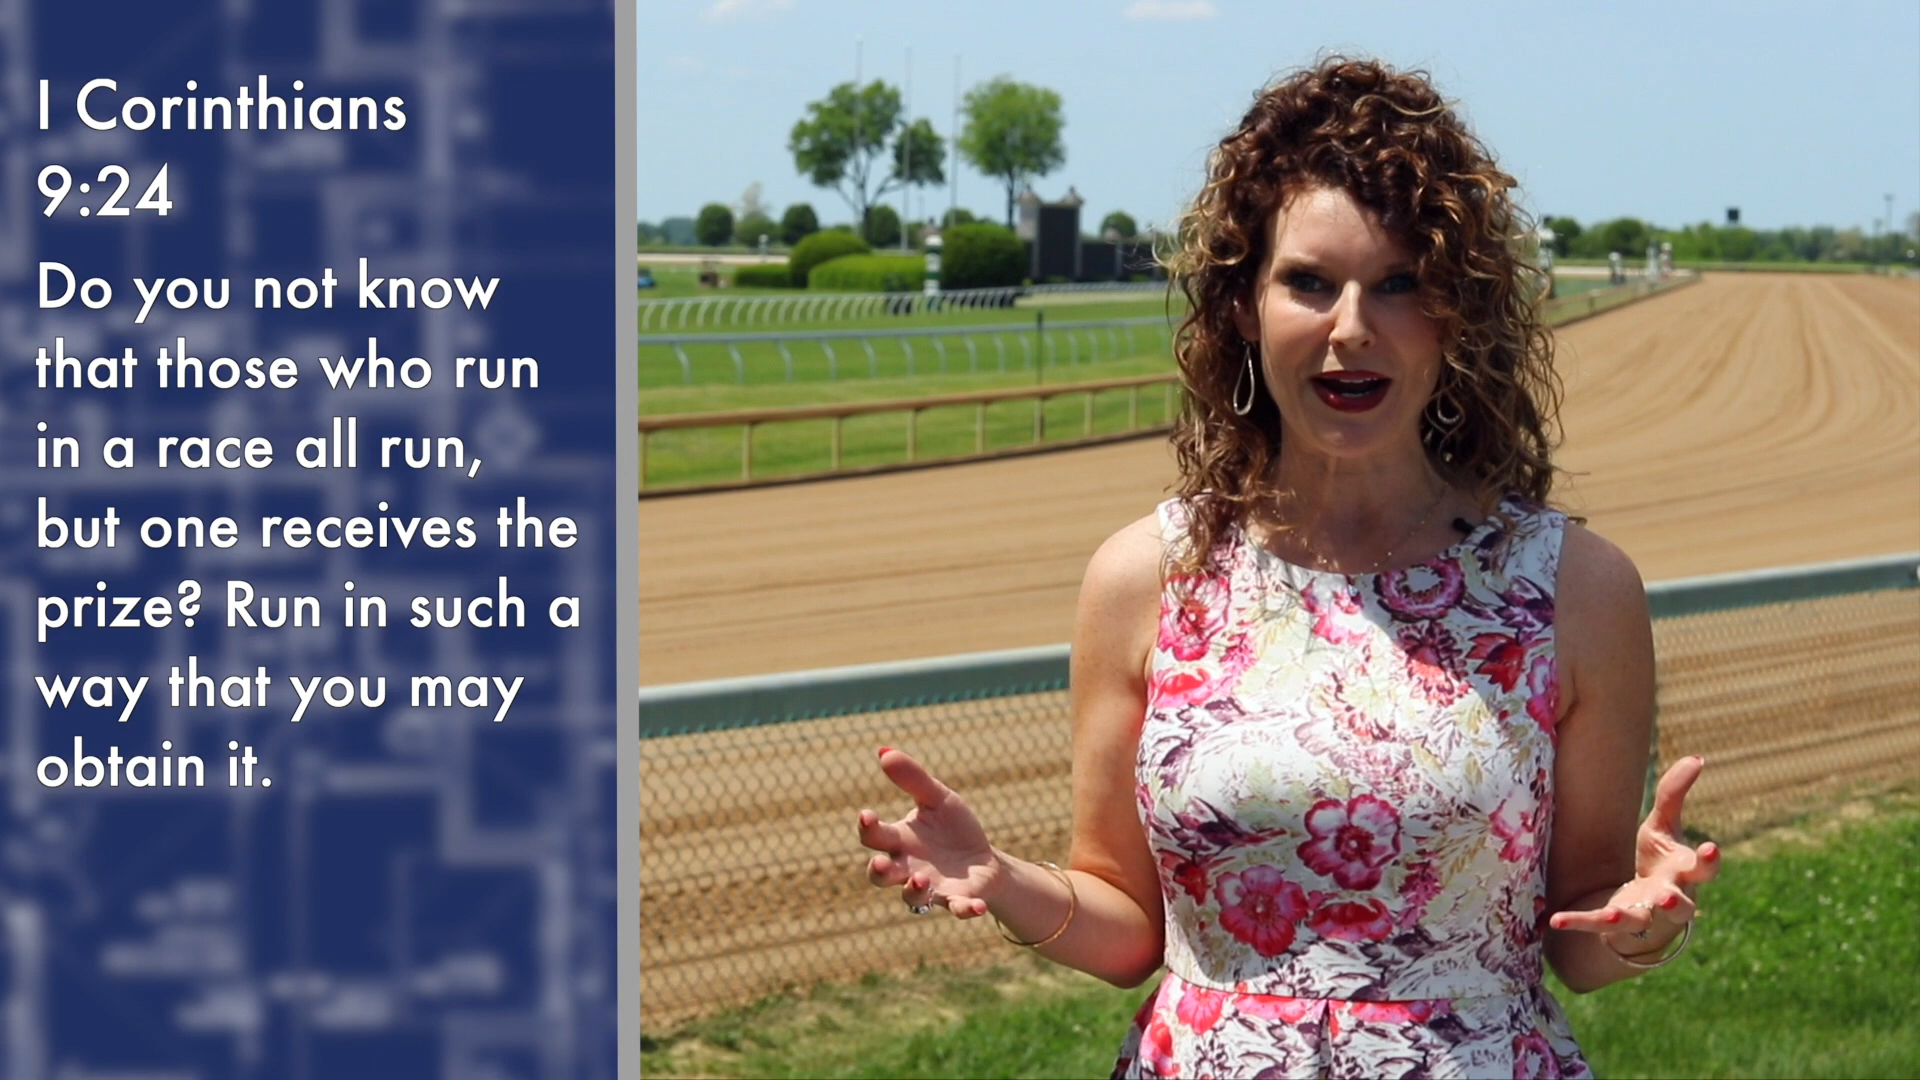 I Corinthians
9:24
Do you not know
that those who run
in a race all run,
but one receives the
prize? Run in such a
way that you may
obtain it.